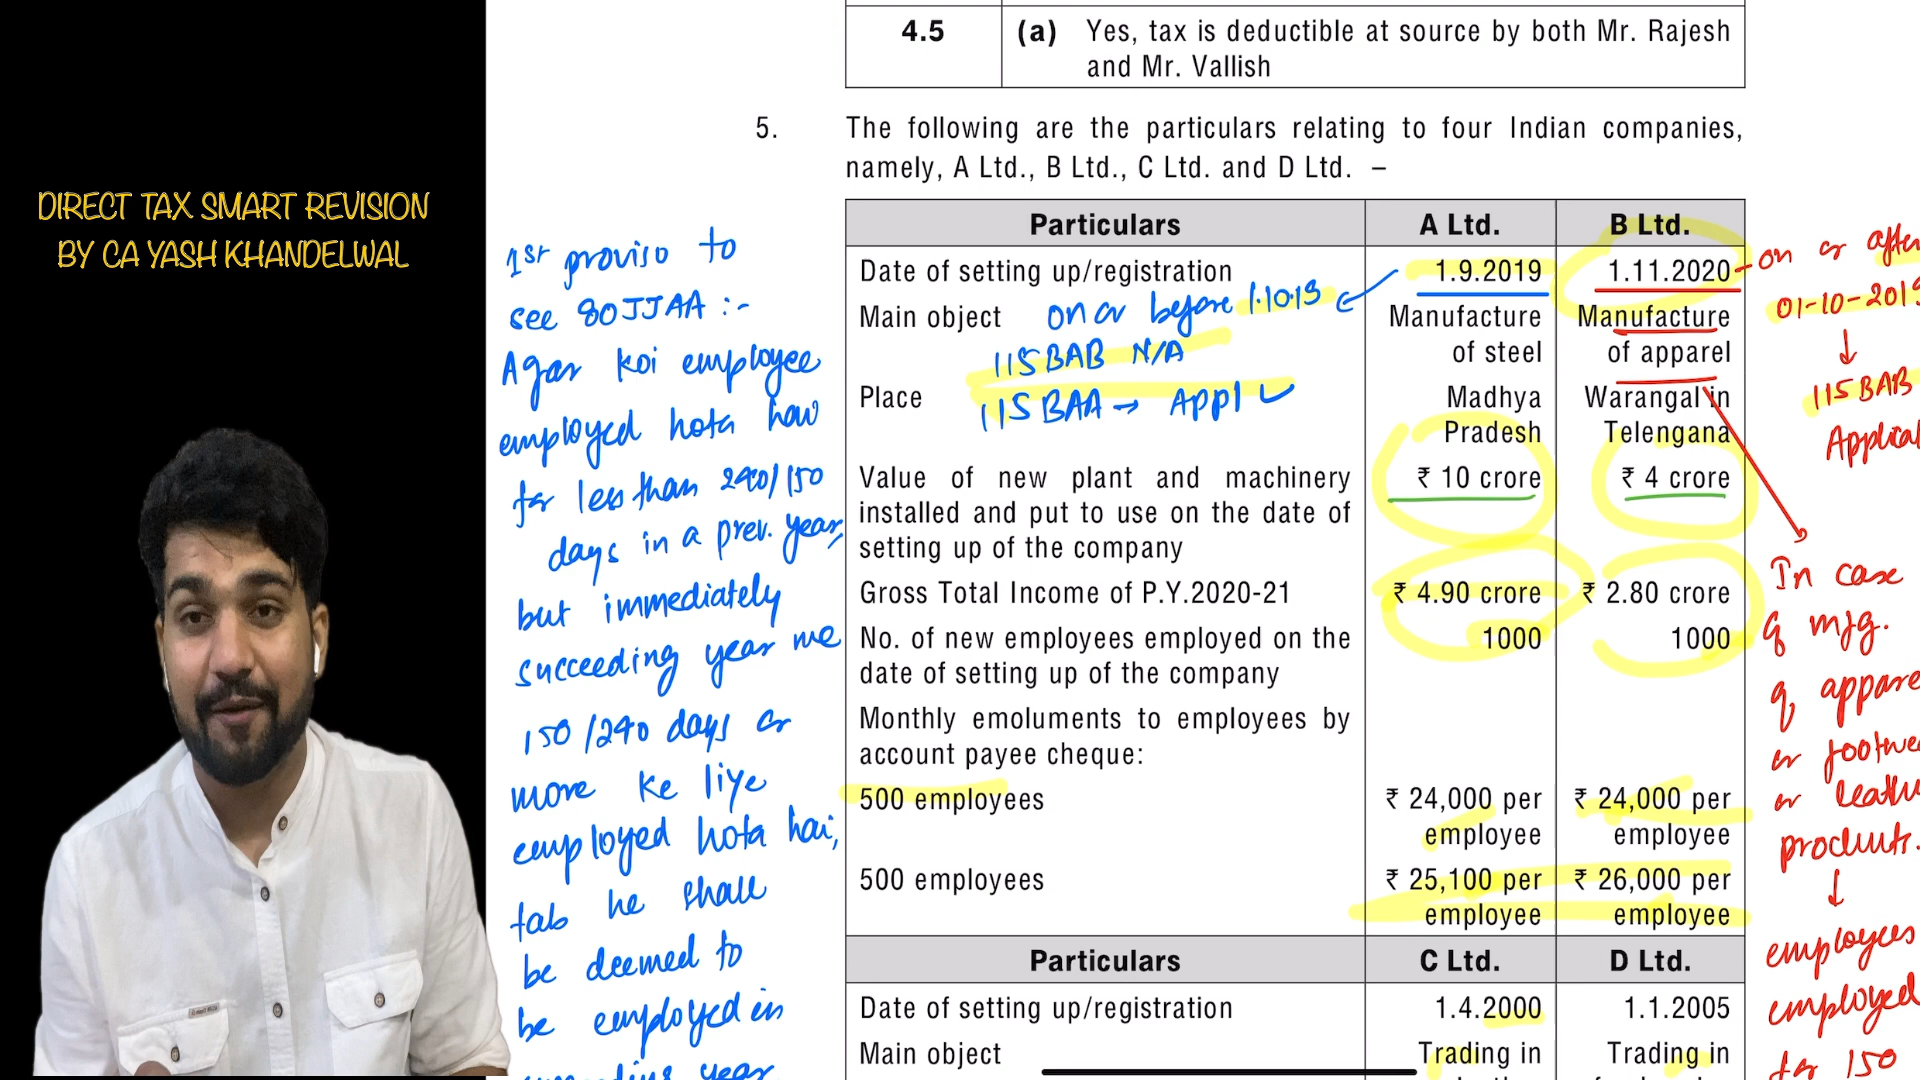 DIRECT TAX SMART REVISION
BY CA YASH KHANDELWAL
1st proviso to
sec 80JJAA :-
Agar koi employee
employed hota hai
for less than 240/150
days in a prev. year,
but immediately
succeeding year me
150/240 days or
more ke liye
employed hota hai,
tab he shall
be deemed to
be employed in
year
4.5 (a) Yes, tax is deductible at source by both Mr. Rajesh
and Mr. Vallish
5. The following are the particulars relating to four Indian companies,
namely, A Ltd., B Ltd., C Ltd. and D Ltd. –
Particulars A Ltd. B Ltd.
Date of setting up/registration 1.9.2019 1.11.2020
on or before 1.10.19
Main object Manufacture Manufacture
of steel of apparel
115BAB N/A
115BAA → Appl ✓
Place Madhya Warangal in
Pradesh Telengana
Value of new plant and machinery ₹ 10 crore ₹ 4 crore
installed and put to use on the date of
setting up of the company
Gross Total Income of P.Y.2020-21 ₹ 4.90 crore ₹ 2.80 crore
No. of new employees employed on the 1000 1000
date of setting up of the company
Monthly emoluments to employees by
account payee cheque:
500 employees ₹ 24,000 per ₹ 24,000 per
employee employee
500 employees ₹ 25,100 per ₹ 26,000 per
employee employee
Particulars C Ltd. D Ltd.
Date of setting up/registration 1.4.2000 1.1.2005
Main object Trading in Trading in
on or after
01-10-2019
↓
115BAB
In case
of mfg.
of
or
or
↓
employees
employed
for 150